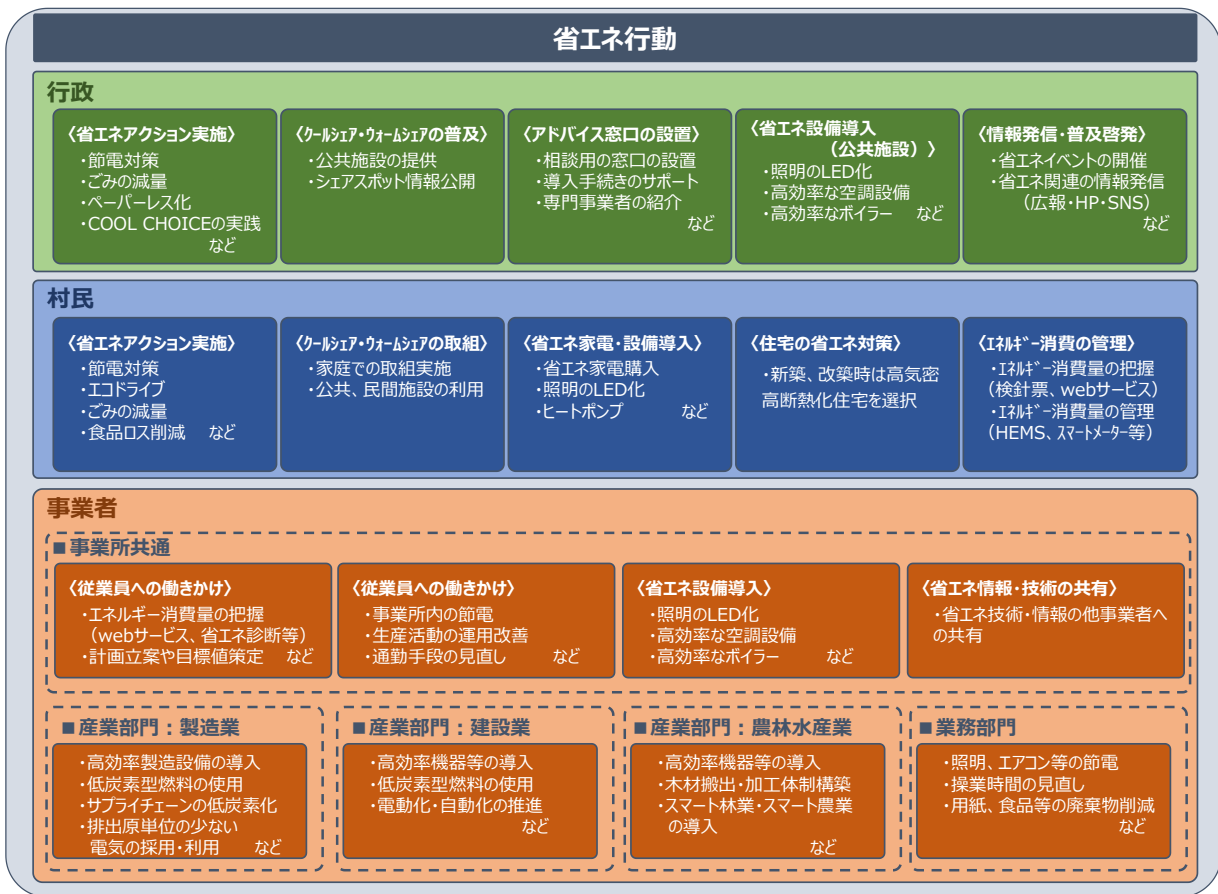 省エネ行動
行政
〈省エネアクション実施〉
・節電対策
・ごみの減量
・ペーパーレス化
・COOL CHOICEの実践
など
〈ｸｰﾙｼｪｱ・ｳｫｰﾑｼｪｱの普及〉
・公共施設の提供
・シェアスポット情報公開
〈アドバイス窓口の設置〉
・相談用の窓口の設置
・導入手続きのサポート
・専門事業者の紹介
など
〈省エネ設備導入
（公共施設）〉
・照明のLED化
・高効率な空調設備
・高効率なボイラー　など
〈情報発信・普及啓発〉
・省エネイベントの開催
・省エネ関連の情報発信
（広報・HP・SNS）
など
村民
〈省エネアクション実施〉
・節電対策
・エコドライブ
・ごみの減量
・食品ロス削減　など
〈ｸｰﾙｼｪｱ・ｳｫｰﾑｼｪｱの取組〉
・家庭での取組実施
・公共、民間施設の利用
〈省エネ家電・設備導入〉
・省エネ家電購入
・照明のLED化
・ヒートポンプ　など
〈住宅の省エネ対策〉
・新築、改築時は高気密
高断熱化住宅を選択
〈ｴﾈﾙｷﾞｰ消費の管理〉
・ｴﾈﾙｷﾞｰ消費量の把握
（検針票、webサービス）
・ｴﾈﾙｷﾞｰ消費量の管理
（HEMS、ｽﾏｰﾄﾒｰﾀｰ等）
事業者
■事業所共通
〈従業員への働きかけ〉
・エネルギー消費量の把握
（webサービス、省エネ診断等）
・計画立案や目標値策定　など
〈従業員への働きかけ〉
・事業所内の節電
・生産活動の運用改善
・通勤手段の見直し　など
〈省エネ設備導入〉
・照明のLED化
・高効率な空調設備
・高効率なボイラー　など
〈省エネ情報・技術の共有〉
・省エネ技術・情報の他事業者へ
の共有
■産業部門：製造業
・高効率製造設備の導入
・低炭素型燃料の使用
・サプライチェーンの低炭素化
・排出原単位の少ない
電気の採用・利用　など
■産業部門：建設業
・高効率機器等の導入
・低炭素型燃料の使用
・電動化・自動化の推進
など
■産業部門：農林水産業
・高効率機器等の導入
・木材搬出・加工体制構築
・スマート林業・スマート農業
の導入
など
■業務部門
・照明、エアコン等の節電
・操業時間の見直し
・用紙、食品等の廃棄物削減
など